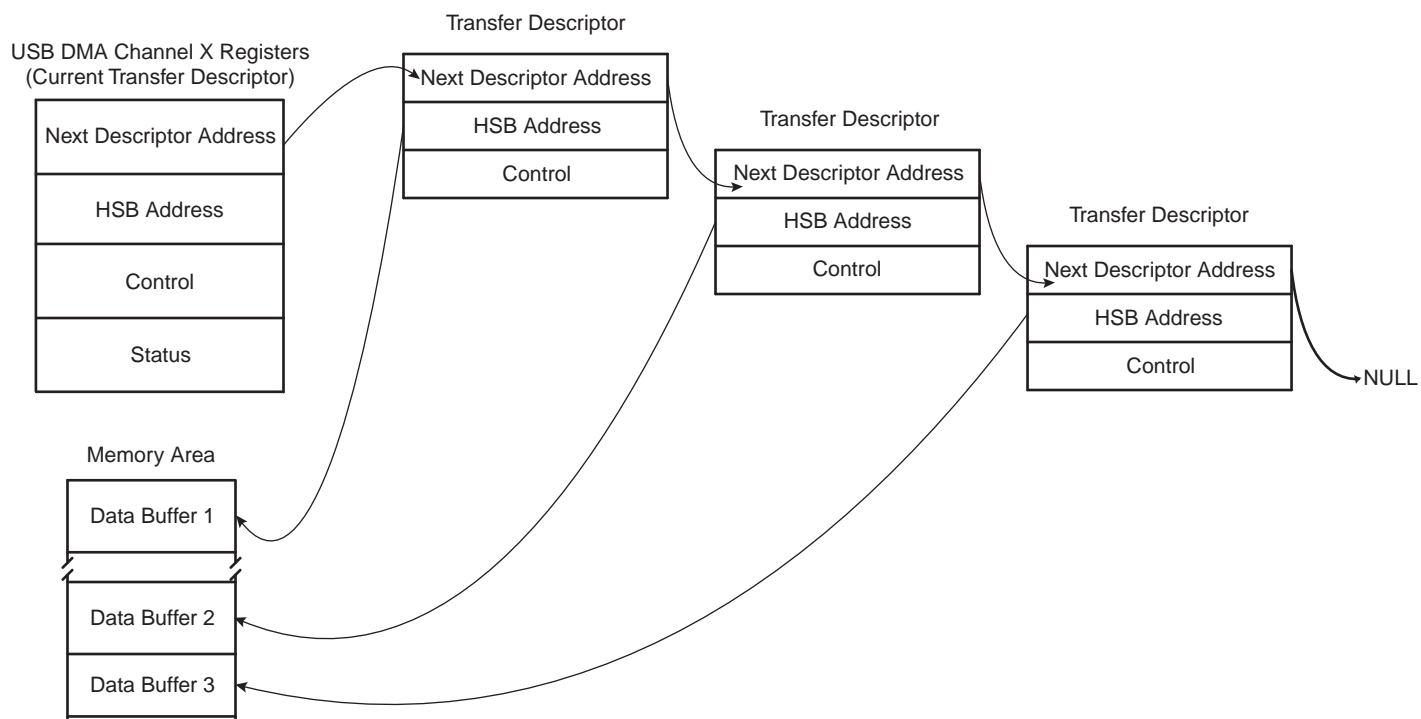 USB DMA Channel X Registers
(Current Transfer Descriptor)
Next Descriptor Address
HSB Address
Control
Status
Transfer Descriptor
Next Descriptor Address
HSB Address
Control
Transfer Descriptor
Next Descriptor Address
HSB Address
Control
Transfer Descriptor
Next Descriptor Address
HSB Address
Control
NULL
Memory Area
Data Buffer 1
Data Buffer 2
Data Buffer 3